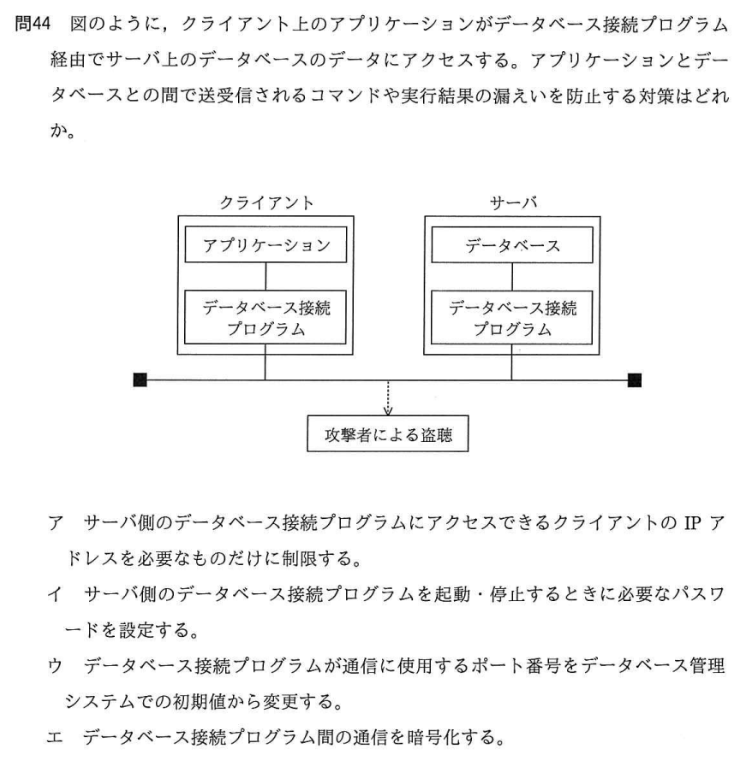 問44 図のように，クライアント上のアプリケーションがデータベース接続プログラム
経由でサーバ上のデータベースのデータにアクセスする。アプリケーションとデー
タベースとの間で送受信されるコマンドや実行結果の漏えいを防止する対策はどれ
か。
クライアント
サーバ
アプリケーション
データベース
データベース接続
プログラム
データベース接続
プログラム
攻撃者による盗聴
ア サーバ側のデータベース接続プログラムにアクセスできるクライアントの IP ア
ドレスを必要なものだけに制限する。
イ サーバ側のデータベース接続プログラムを起動・停止するときに必要なパスワ
ードを設定する。
ウ データベース接続プログラムが通信に使用するポート番号をデータベース管理
システムでの初期値から変更する。
エ データベース接続プログラム間の通信を暗号化する。